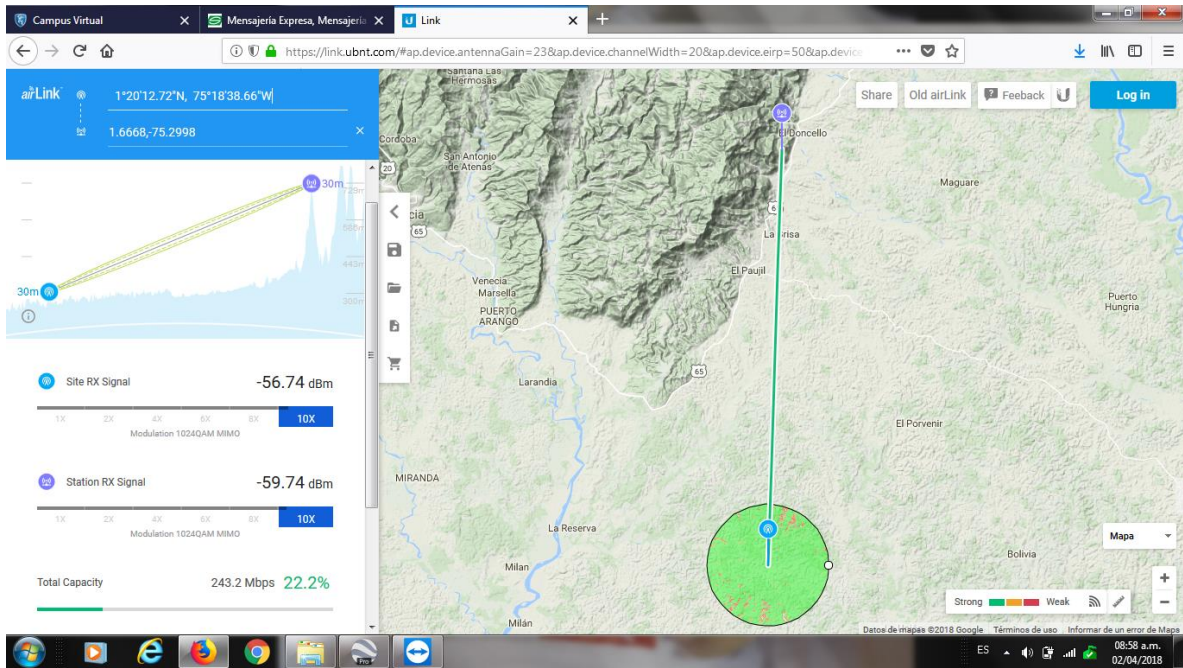 Campus Virtual
Mensajería Expresa, Mensajería
Link
https://link.ubnt.com/#ap.device.antennaGain=23&ap.device.channelWidth=20&ap.device.eirp=50&ap.device
airLink
1°20'12.72"N, 75°18'38.66"W
1.6668,-75.2998
Share
Old airLink
Feeback
Log in
30m
729m
443m
300m
30m
Site RX Signal
-56.74 dBm
1X 2X 4X 6X 8X 10X
Modulation 1024QAM MIMO
Station RX Signal
-59.74 dBm
1X 2X 4X 6X 8X 10X
Modulation 1024QAM MIMO
Total Capacity
243.2 Mbps 22.2%
Santana Las
Hermosas
El Doncello
Cordoba
20
San Antonio
de Atenas
Maguare
65
La Brisa
El Paujil
Venecia
Marsella
PUERTO
ARANGO
Puerto
Hungria
65
Larandia
El Porvenir
MIRANDA
La Reserva
Milan
Milán
Bolivia
Mapa
+
−
Strong
Weak
Datos de mapas ©2018 Google
Términos de uso
Informar de un error de Maps
Pro
ES
08:58 a.m.
02/04/2018